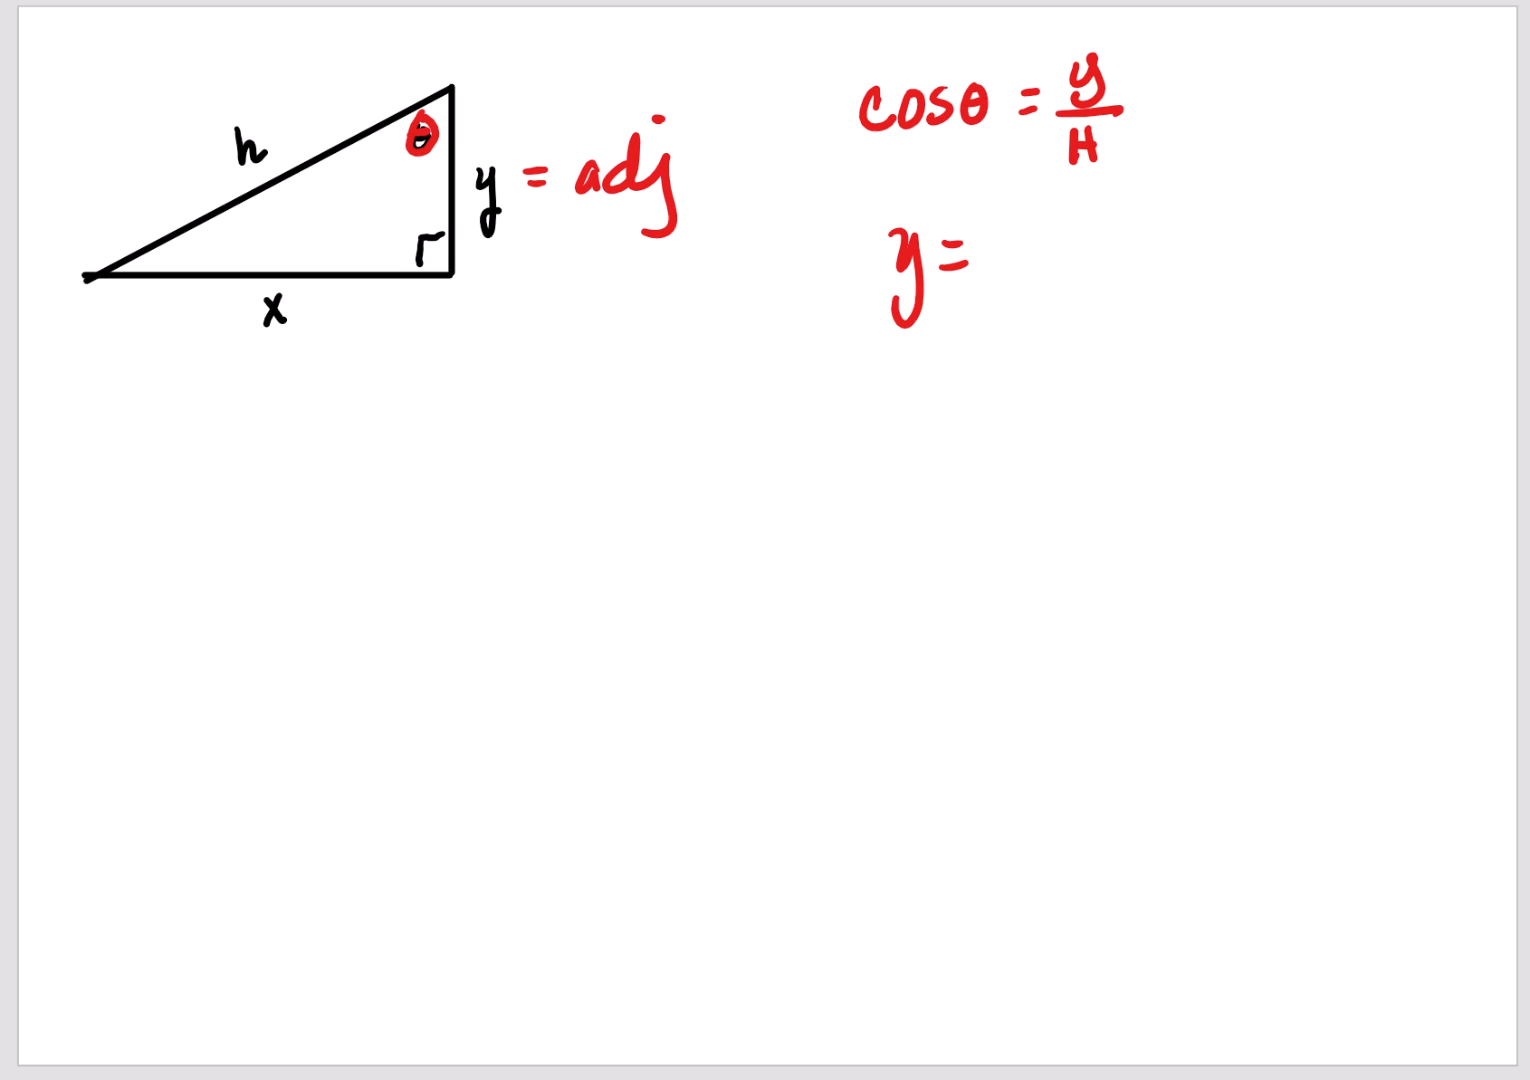 h
θ
y = adj
x
cosθ = y/H
y =